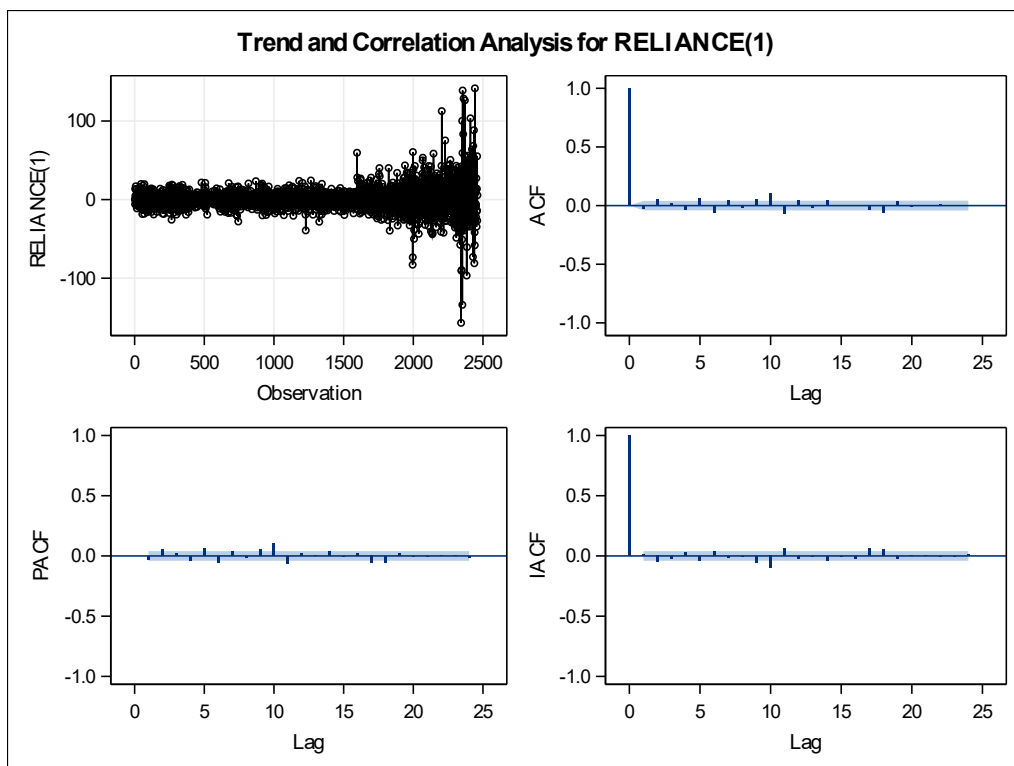 Trend and Correlation Analysis for RELIANCE(1)
RELIANCE(1)
100
0
-100
0 500 1000 1500 2000 2500
Observation
ACF
1.0
0.5
0.0
-0.5
-1.0
0 5 10 15 20 25
Lag
PACF
1.0
0.5
0.0
-0.5
-1.0
0 5 10 15 20 25
Lag
IACF
1.0
0.5
0.0
-0.5
-1.0
0 5 10 15 20 25
Lag